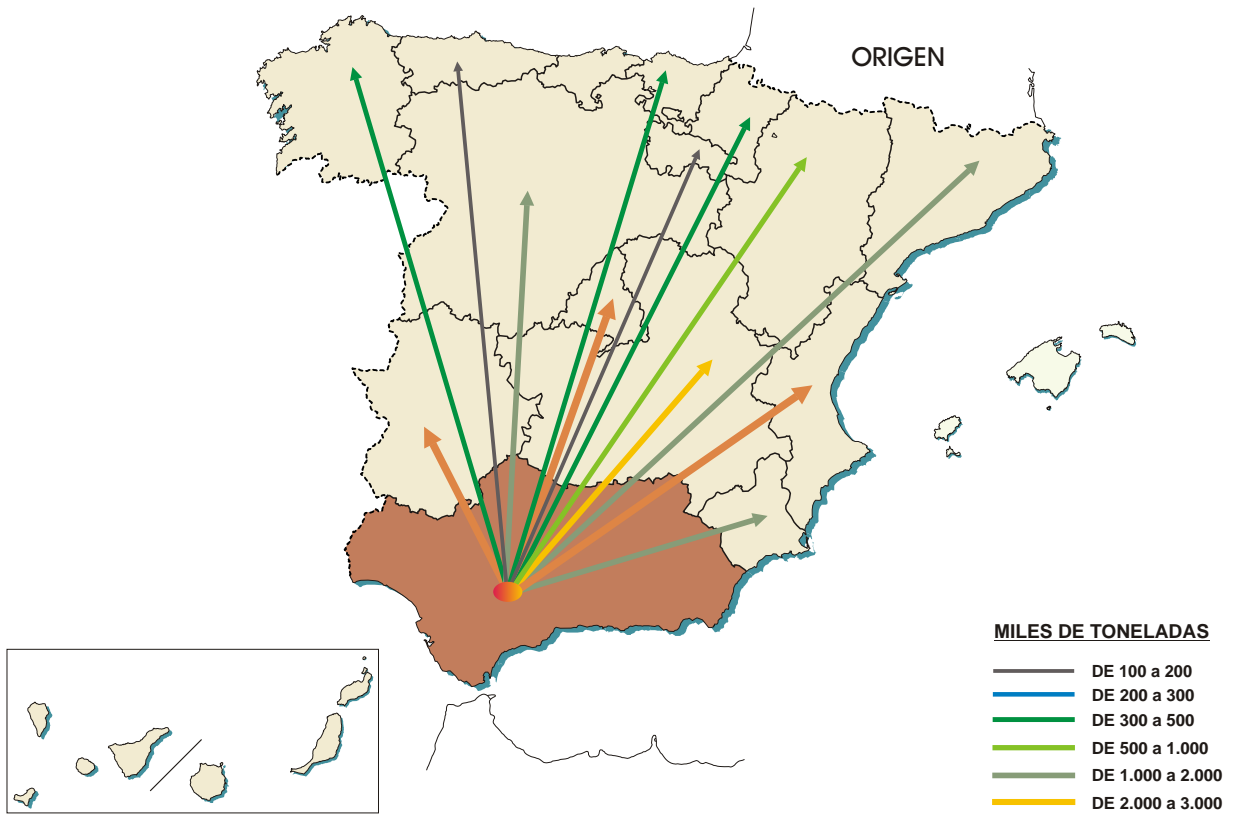 ORIGEN
MILES DE TONELADAS
DE 100 a 200
DE 200 a 300
DE 300 a 500
DE 500 a 1.000
DE 1.000 a 2.000
DE 2.000 a 3.000